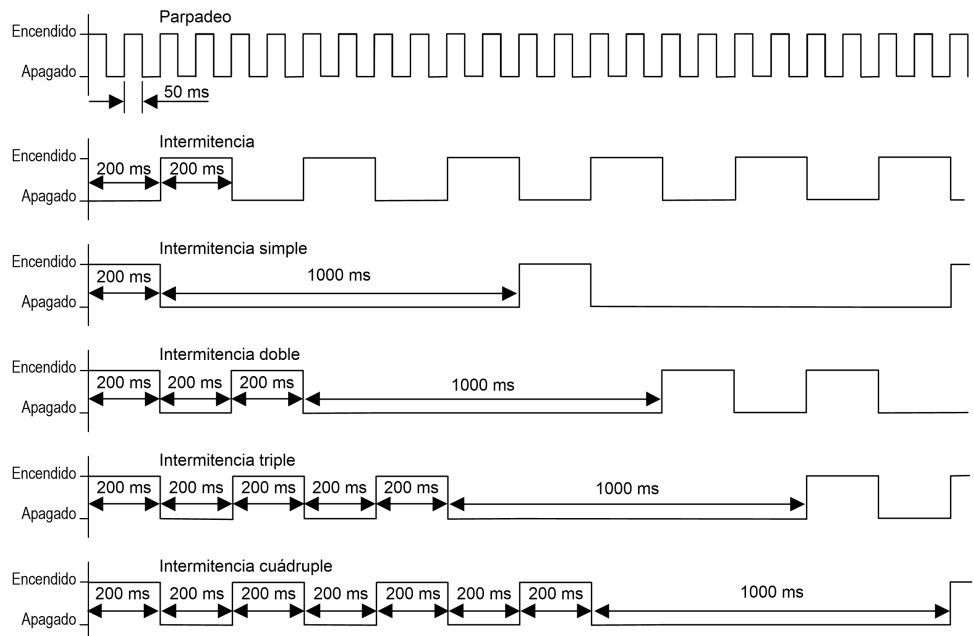 Parpadeo
Encendido
Apagado
50 ms
Intermitencia
Encendido
200 ms 200 ms
Apagado
Intermitencia simple
Encendido
200 ms 1000 ms
Apagado
Intermitencia doble
Encendido
200 ms 200 ms 200 ms 1000 ms
Apagado
Intermitencia triple
Encendido
200 ms 200 ms 200 ms 200 ms 200 ms 1000 ms
Apagado
Intermitencia cuádruple
Encendido
200 ms 200 ms 200 ms 200 ms 200 ms 200 ms 200 ms 1000 ms
Apagado